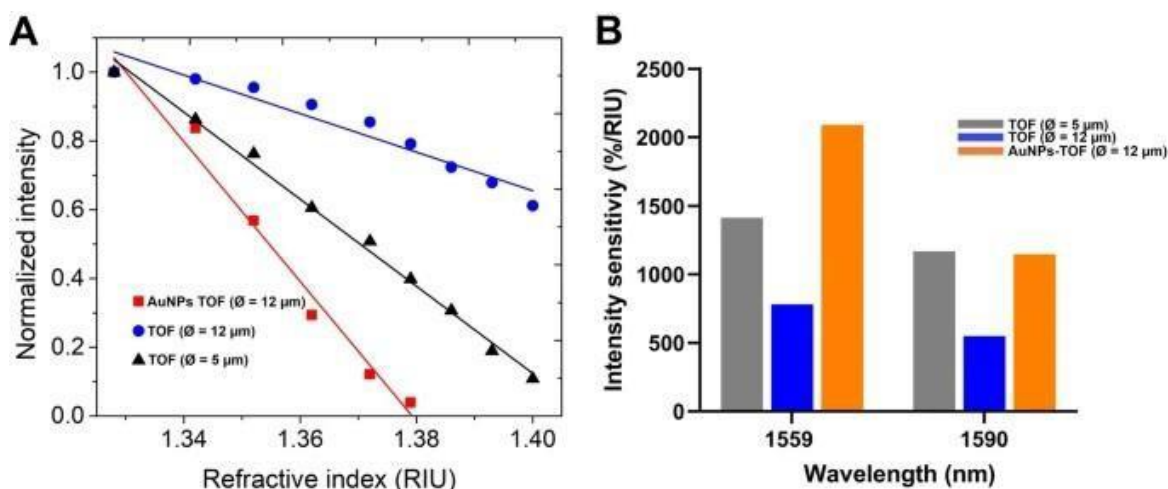 A
Normalized intensity
1.0
0.8
0.6
0.4
0.2
0.0
AuNPs TOF (Ø = 12 µm)
TOF (Ø = 12 µm)
TOF (Ø = 5 µm)
1.34
1.36
1.38
1.40
Refractive index (RIU)
B
Intensity sensitiviy (%/RIU)
2500
2000
1500
1000
500
0
TOF (Ø = 5 µm)
TOF (Ø = 12 µm)
AuNPs-TOF (Ø = 12 µm)
1559
1590
Wavelength (nm)